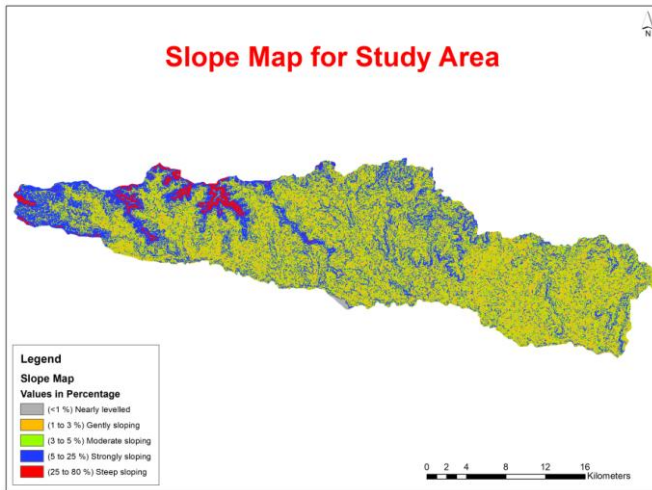 N
Slope Map for Study Area
Legend
Slope Map
Values in Percentage
(<1 %) Nearly levelled
(1 to 3 %) Gently sloping
(3 to 5 %) Moderate sloping
(5 to 25 %) Strongly sloping
(25 to 80 %) Steep sloping
0 2 4 8 12 16
Kilometers